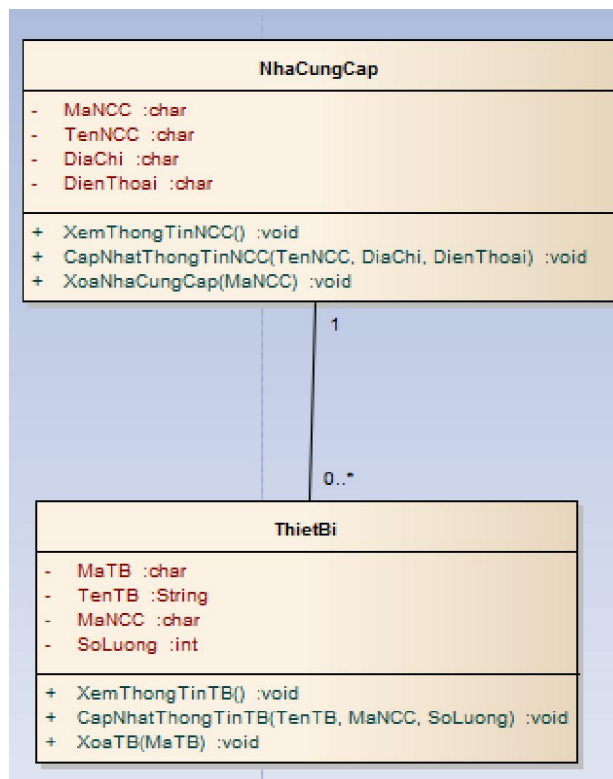 NhaCungCap
- MaNCC :char
- TenNCC :char
- DiaChi :char
- DienThoai :char
+ XemThongTinNCC() :void
+ CapNhatThongTinNCC(TenNCC, DiaChi, DienThoai) :void
+ XoaNhaCungCap(MaNCC) :void
1
0..*
ThietBi
- MaTB :char
- TenTB :String
- MaNCC :char
- SoLuong :int
+ XemThongTinTB() :void
+ CapNhatThongTinTB(TenTB, MaNCC, SoLuong) :void
+ XoaTB(MaTB) :void